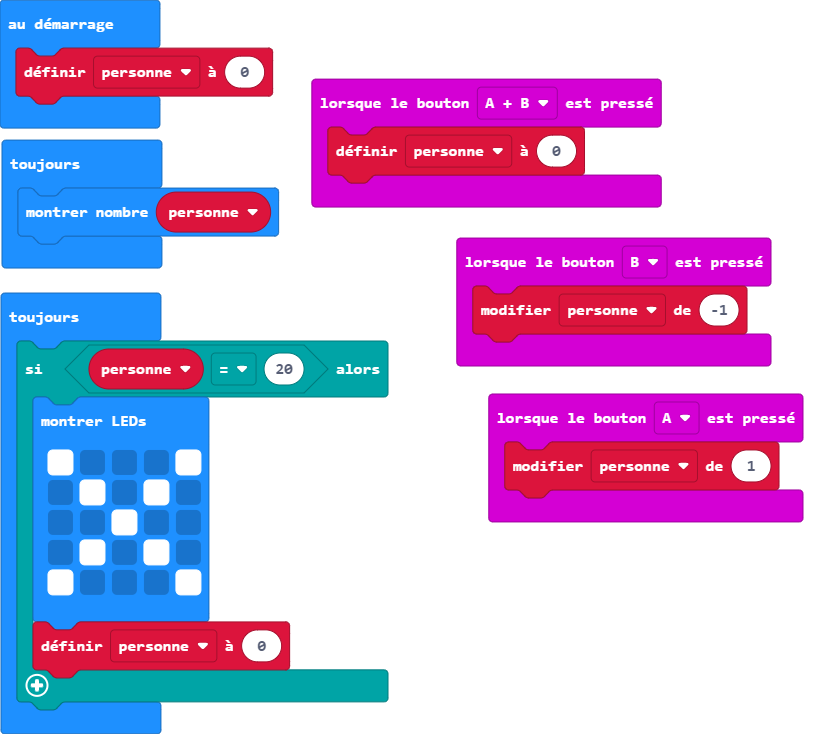 au démarrage
définir personne à 0
toujours
montrer nombre personne
toujours
si personne = 20 alors
montrer LEDs
définir personne à 0
lorsque le bouton A + B est pressé
définir personne à 0
lorsque le bouton B est pressé
modifier personne de -1
lorsque le bouton A est pressé
modifier personne de 1